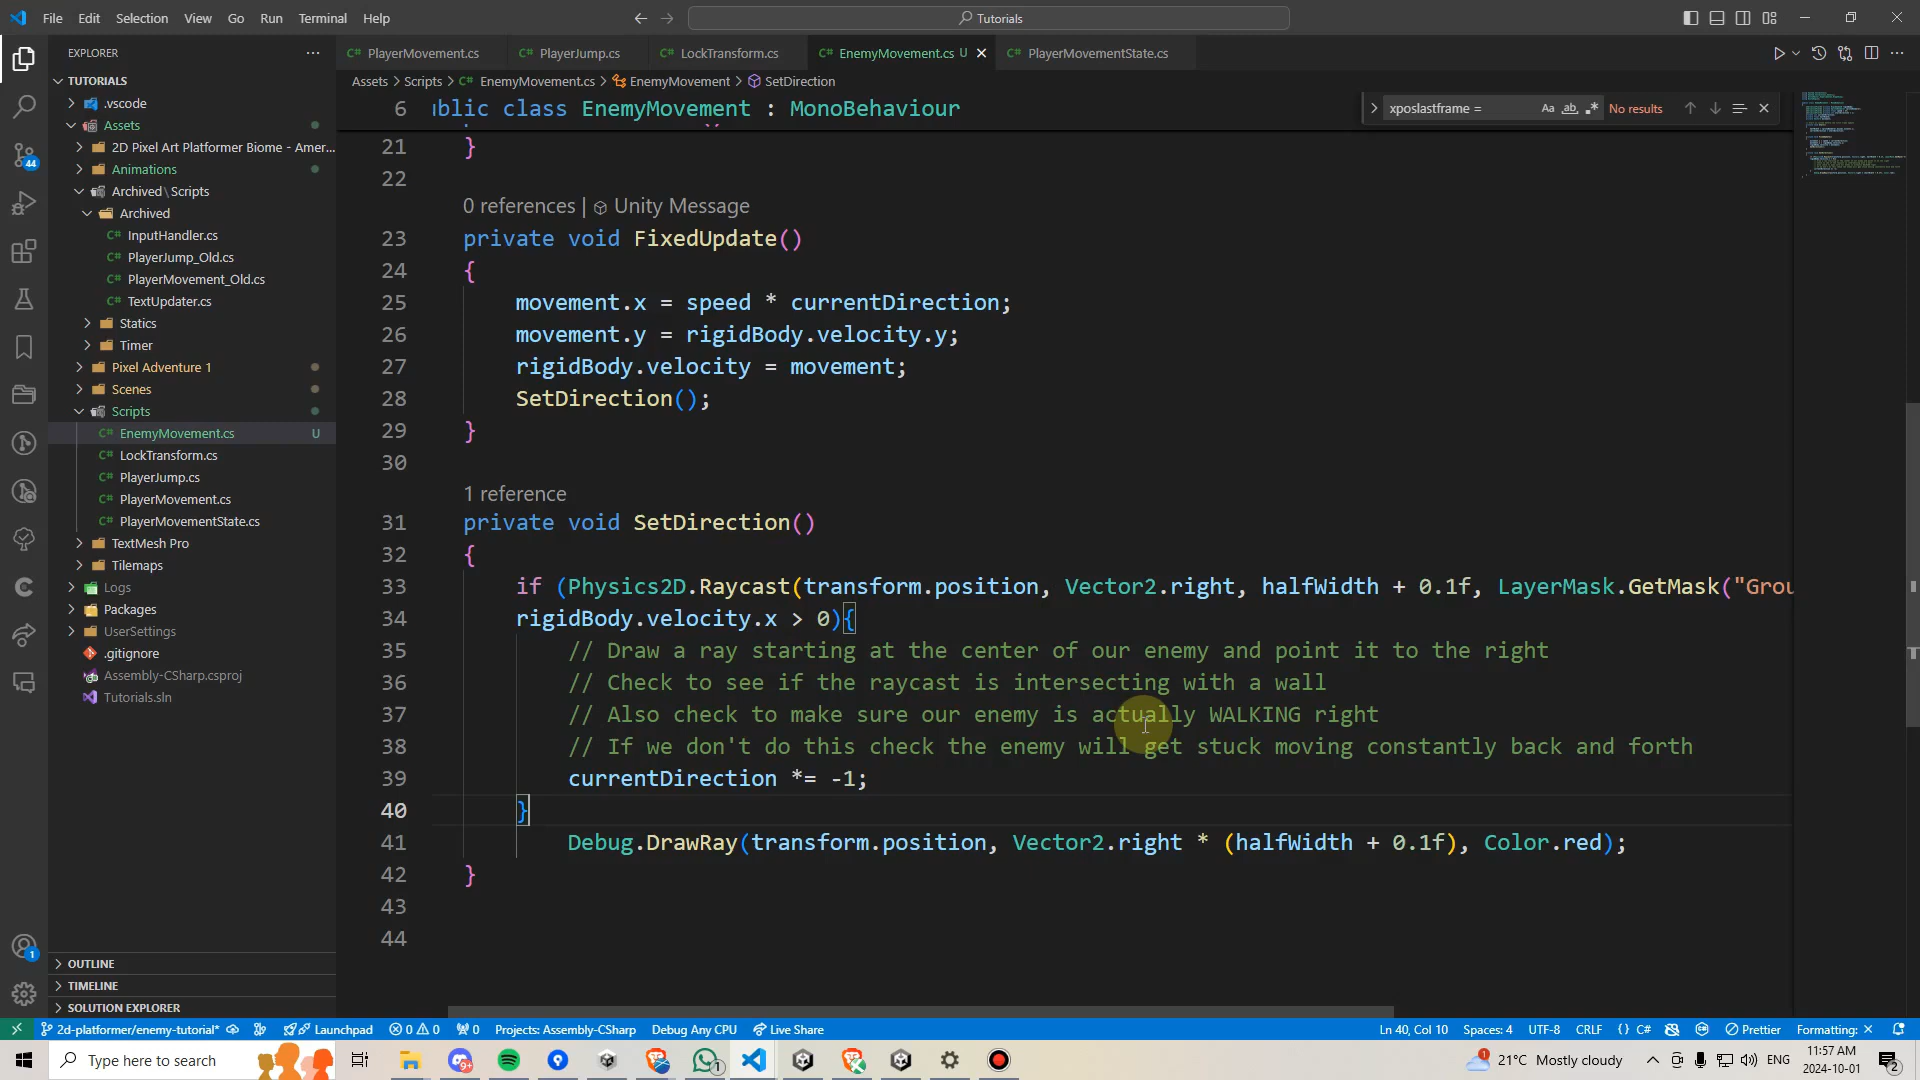 File Edit Selection View Go Run Terminal Help
Tutorials
EXPLORER
PlayerMovement.cs
PlayerJump.cs
LockTransform.cs
EnemyMovement.cs U
PlayerMovementState.cs
TUTORIALS
Assets > Scripts > EnemyMovement.cs > EnemyMovement > SetDirection
.vscode
Assets
2D Pixel Art Platformer Biome - Amer...
Animations
Archived \ Scripts
Archived
InputHandler.cs
PlayerJump_Old.cs
PlayerMovement_Old.cs
TextUpdater.cs
Statics
Timer
Pixel Adventure 1
Scenes
Scripts
EnemyMovement.cs U
LockTransform.cs
PlayerJump.cs
PlayerMovement.cs
PlayerMovementState.cs
TextMesh Pro
Tilemaps
Logs
Packages
UserSettings
.gitignore
Assembly-CSharp.csproj
Tutorials.sln
OUTLINE
TIMELINE
SOLUTION EXPLORER
44
1
xposlastframe =
Aa ab .* No results
6 ublic class EnemyMovement : MonoBehaviour
21 }
22
0 references | Unity Message
23 private void FixedUpdate()
24 {
25 movement.x = speed * currentDirection;
26 movement.y = rigidBody.velocity.y;
27 rigidBody.velocity = movement;
28 SetDirection();
29 }
30
1 reference
31 private void SetDirection()
32 {
33 if (Physics2D.Raycast(transform.position, Vector2.right, halfWidth + 0.1f, LayerMask.GetMask("Grou
34 rigidBody.velocity.x > 0){
35 // Draw a ray starting at the center of our enemy and point it to the right
36 // Check to see if the raycast is intersecting with a wall
37 // Also check to make sure our enemy is actually WALKING right
38 // If we don't do this check the enemy will get stuck moving constantly back and forth
39 currentDirection *= -1;
40 }
41 Debug.DrawRay(transform.position, Vector2.right * (halfWidth + 0.1f), Color.red);
42 }
43
44
2d-platformer/enemy-tutorial* Launchpad 0 0 0 Projects: Assembly-CSharp Debug Any CPU Live Share
Ln 40, Col 10 Spaces: 4 UTF-8 CRLF {} C# Prettier Formatting: ×
Type here to search
9+
1
1
21°C Mostly cloudy
ENG
11:57 AM
2024-10-01
2